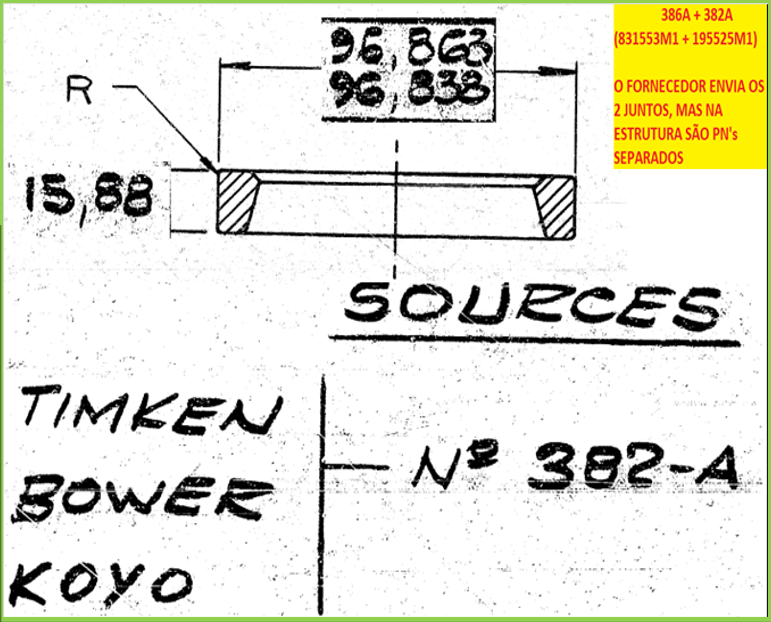 96,863
96,838
R
15,88
386A + 382A
(831553M1 + 195525M1)
O FORNECEDOR ENVIA OS
2 JUNTOS, MAS NA
ESTRUTURA SÃO PN's
SEPARADOS
SOURCES
TIMKEN
BOWER
KOYO
Nº 382-A